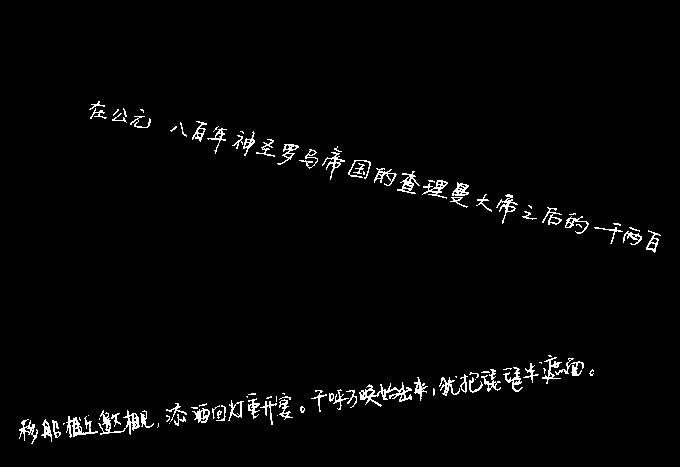 在公元八百年神圣罗马帝国的查理曼大帝之后的一千两百
移船相近邀相见,添酒回灯重开宴。千呼万唤始出来,犹把琵琶半遮面。